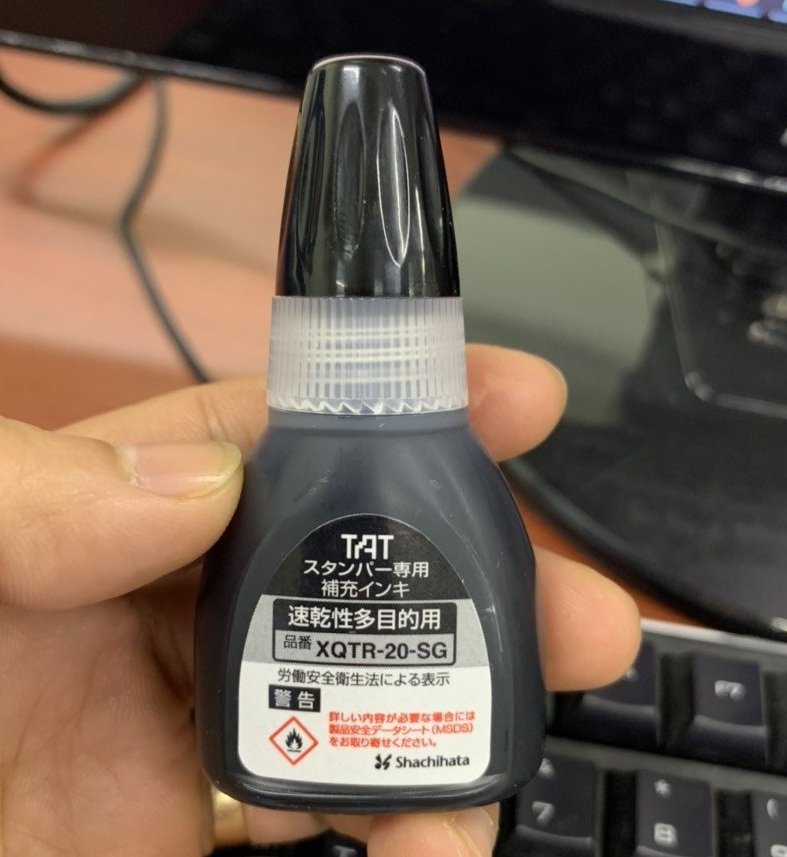 TAT
スタンパー専用
補充インキ
速乾性多目的用
品番 XQTR-20-SG
労働安全衛生法による表示
警告
詳しい内容が必要な場合には
製品安全データシート(MSDS)
をお取り寄せください。
Shachihata
7
*
8